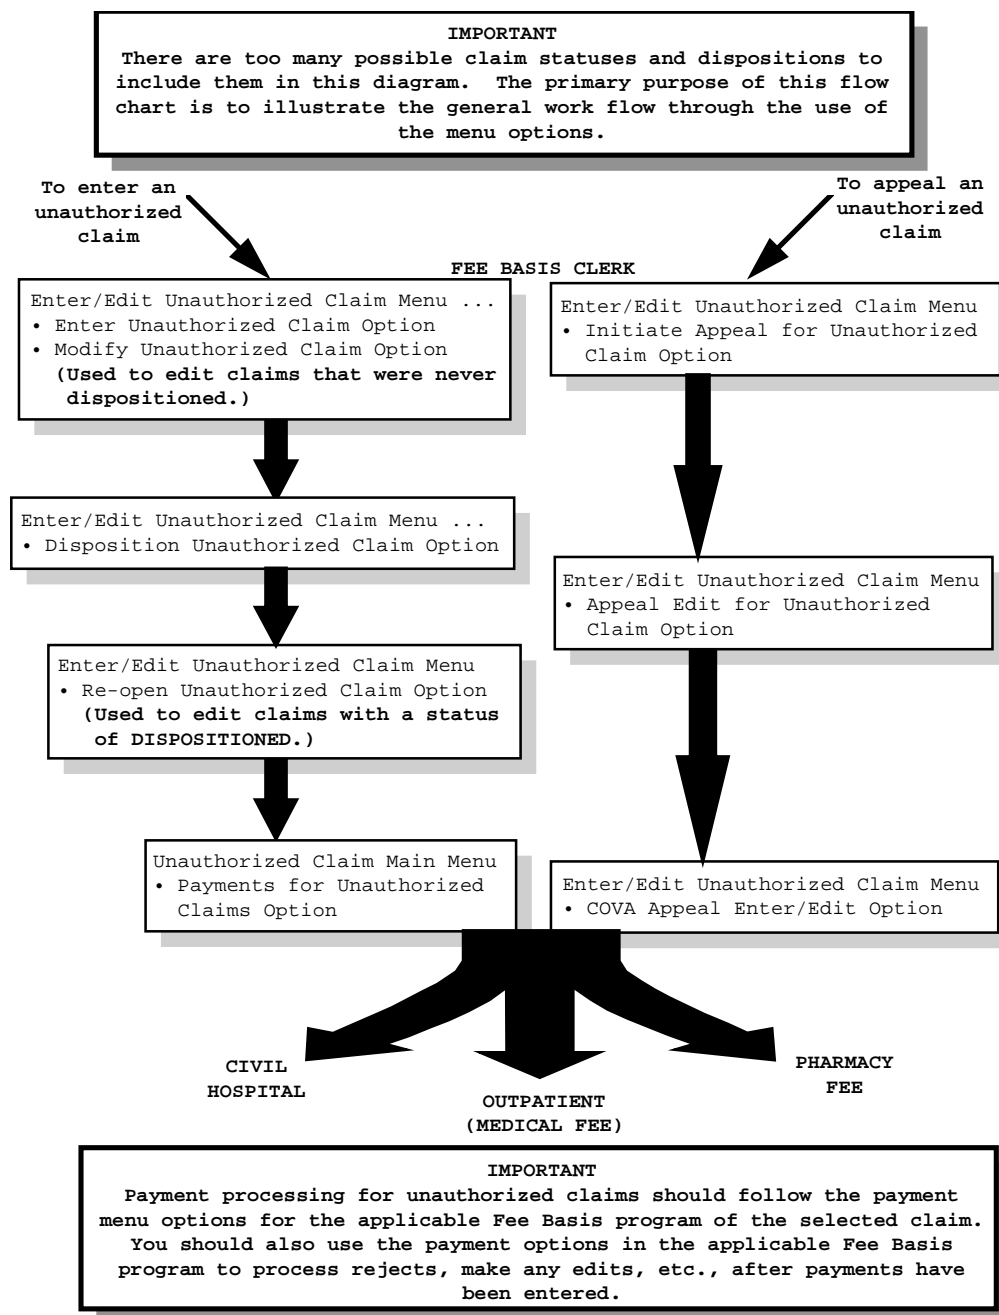 IMPORTANT
There are too many possible claim statuses and dispositions to
include them in this diagram.  The primary purpose of this flow
chart is to illustrate the general work flow through the use of
the menu options.
To enter an
unauthorized
claim
To appeal an
unauthorized
claim
FEE BASIS CLERK
Enter/Edit Unauthorized Claim Menu ...
• Enter Unauthorized Claim Option
• Modify Unauthorized Claim Option
(Used to edit claims that were never
dispositioned.)
Enter/Edit Unauthorized Claim Menu
• Initiate Appeal for Unauthorized
Claim Option
Enter/Edit Unauthorized Claim Menu ...
• Disposition Unauthorized Claim Option
Enter/Edit Unauthorized Claim Menu
• Appeal Edit for Unauthorized
Claim Option
Enter/Edit Unauthorized Claim Menu
• Re-open Unauthorized Claim Option
(Used to edit claims with a status
of DISPOSITIONED.)
Unauthorized Claim Main Menu
• Payments for Unauthorized
Claims Option
Enter/Edit Unauthorized Claim Menu
• COVA Appeal Enter/Edit Option
CIVIL
HOSPITAL
OUTPATIENT
(MEDICAL FEE)
PHARMACY
FEE
IMPORTANT
Payment processing for unauthorized claims should follow the payment
menu options for the applicable Fee Basis program of the selected claim.
You should also use the payment options in the applicable Fee Basis
program to process rejects, make any edits, etc., after payments have
been entered.